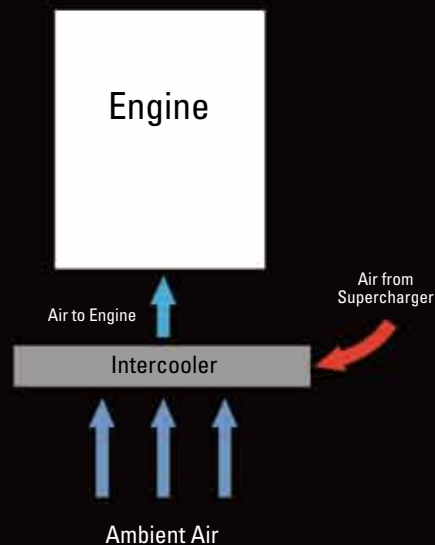 Engine
Air from
Supercharger
Air to Engine
Intercooler
Ambient Air